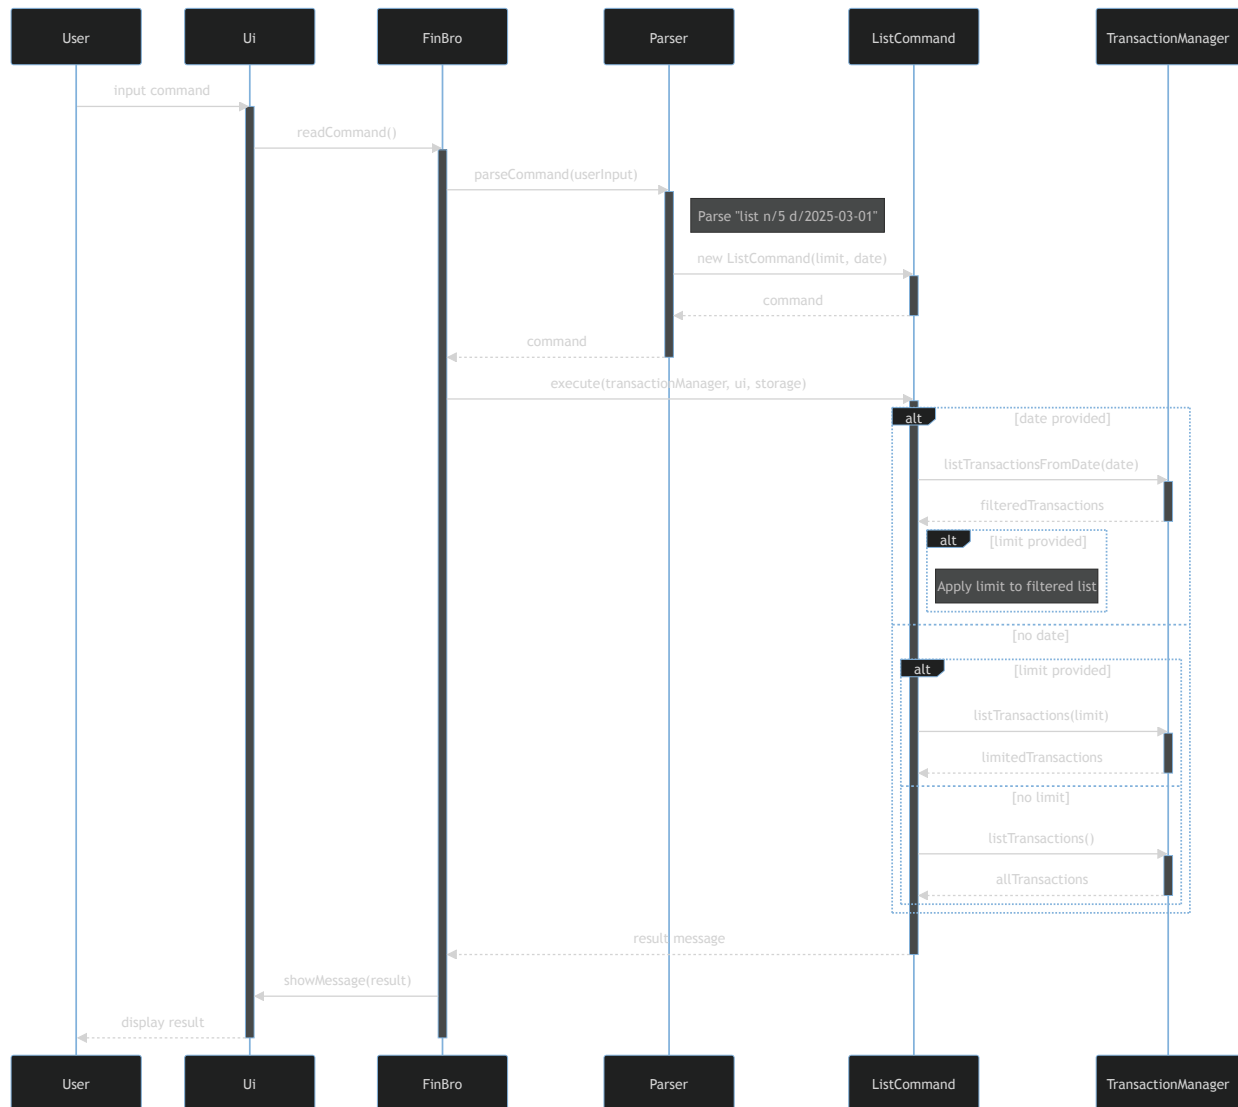 User
Ui
FinBro
Parser
ListCommand
TransactionManager
input command
readCommand()
parseCommand(userInput)
Parse "list n/5 d/2025-03-01"
new ListCommand(limit, date)
command
command
execute(transactionManager, ui, storage)
alt
[date provided]
listTransactionsFromDate(date)
filteredTransactions
alt
[limit provided]
Apply limit to filtered list
[no date]
alt
[limit provided]
listTransactions(limit)
limitedTransactions
[no limit]
listTransactions()
allTransactions
result message
showMessage(result)
display result
User
Ui
FinBro
Parser
ListCommand
TransactionManager